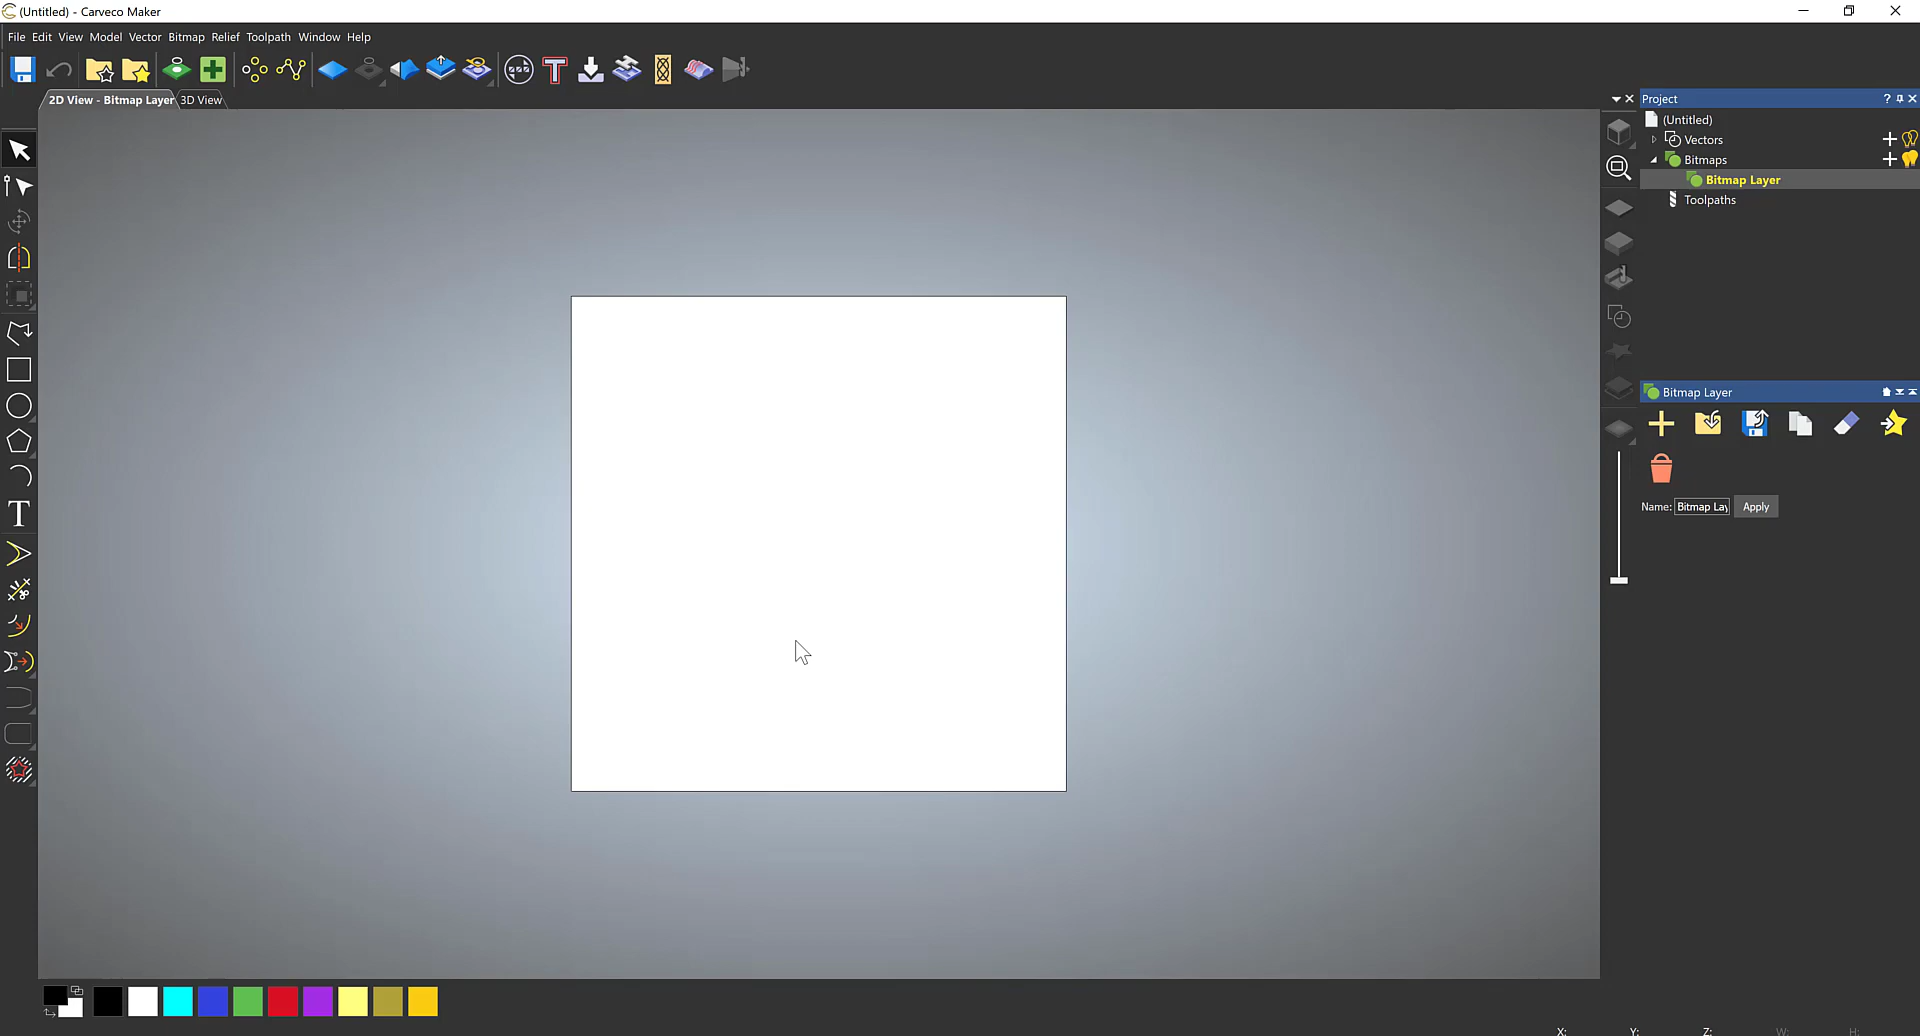 (Untitled) - Carveco Maker
File Edit View Model Vector Bitmap Relief Toolpath Window Help
2D View - Bitmap Layer 3D View
Project ?
(Untitled)
Vectors
Bitmaps
Bitmap Layer
Toolpaths
Bitmap Layer
Name: Bitmap Lay Apply
X: Y: Z: W: H: